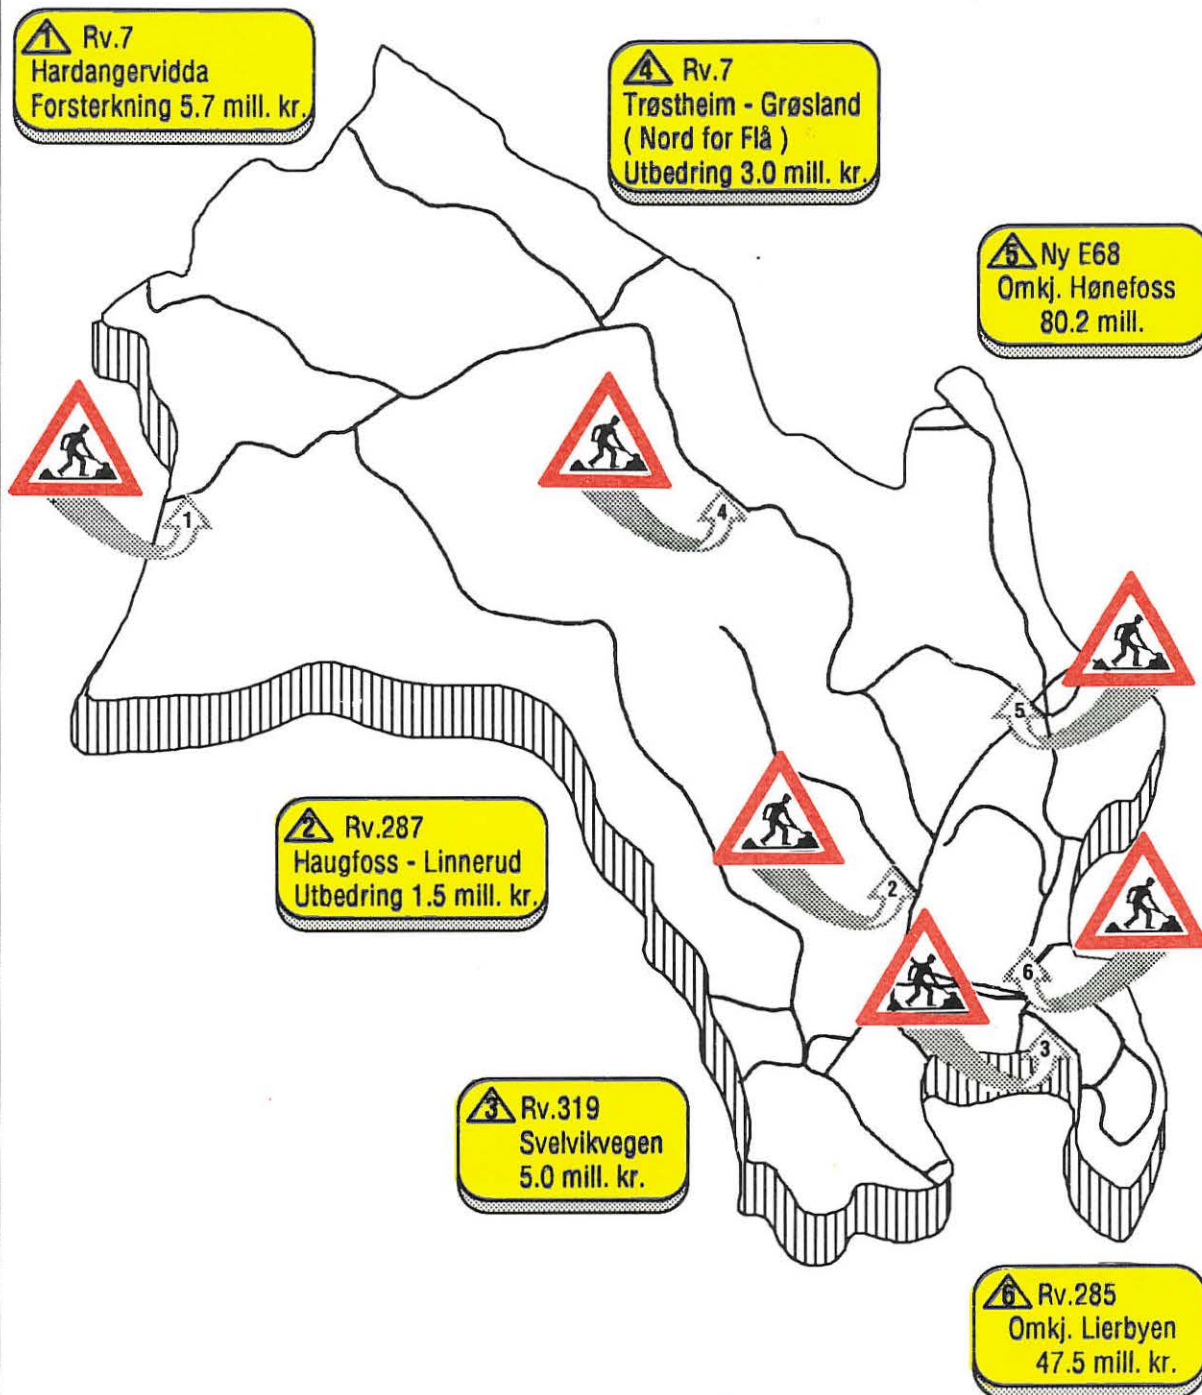 1 Rv.7
Hardangervidda
Forsterkning 5.7 mill. kr.
4 Rv.7
Trøstheim - Grøsland
( Nord for Flå )
Utbedring 3.0 mill. kr.
5 Ny E68
Omkj. Hønefoss
80.2 mill.
1
4
5
2 Rv.287
Haugfoss - Linnerud
Utbedring 1.5 mill. kr.
2
6
3
3 Rv.319
Svelvikvegen
5.0 mill. kr.
6 Rv.285
Omkj. Lierbyen
47.5 mill. kr.